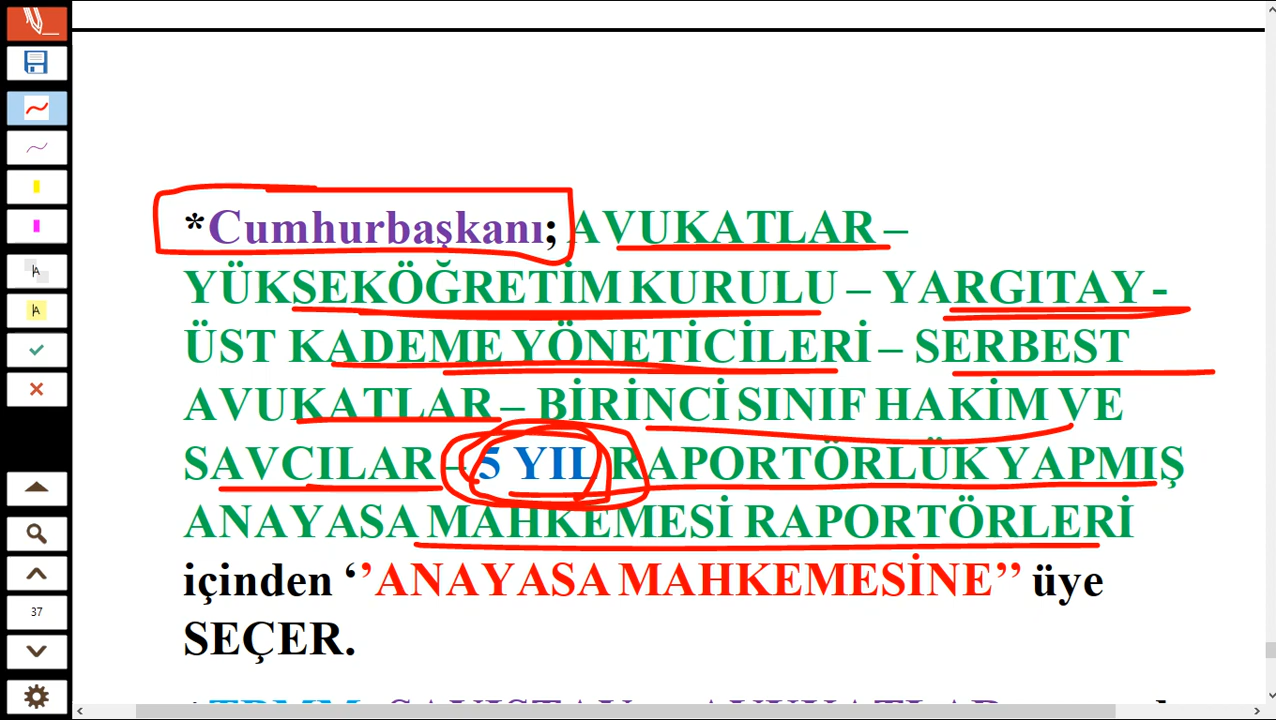 *Cumhurbaşkanı; AVUKATLAR –
YÜKSEKÖĞRETİM KURULU – YARGITAY -
ÜST KADEME YÖNETİCİLERİ – SERBEST
AVUKATLAR – BİRİNCİ SINIF HAKİM VE
SAVCILAR – 5 YIL RAPORTÖRLÜK YAPMIŞ
ANAYASA MAHKEMESİ RAPORTÖRLERİ
içinden ‘’ANAYASA MAHKEMESİNE’’ üye
SEÇER.
37